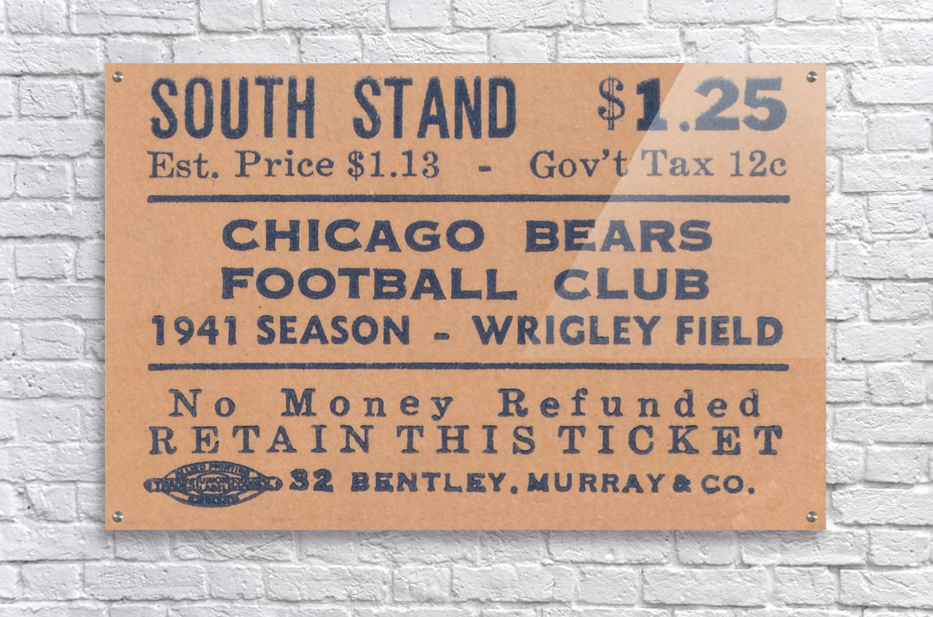 SOUTH STAND $1.25
Est. Price $1.13 - Gov't Tax 12c
CHICAGO BEARS
FOOTBALL CLUB
1941 SEASON - WRIGLEY FIELD
No Money Refunded
RETAIN THIS TICKET
32 BENTLEY, MURRAY & CO.